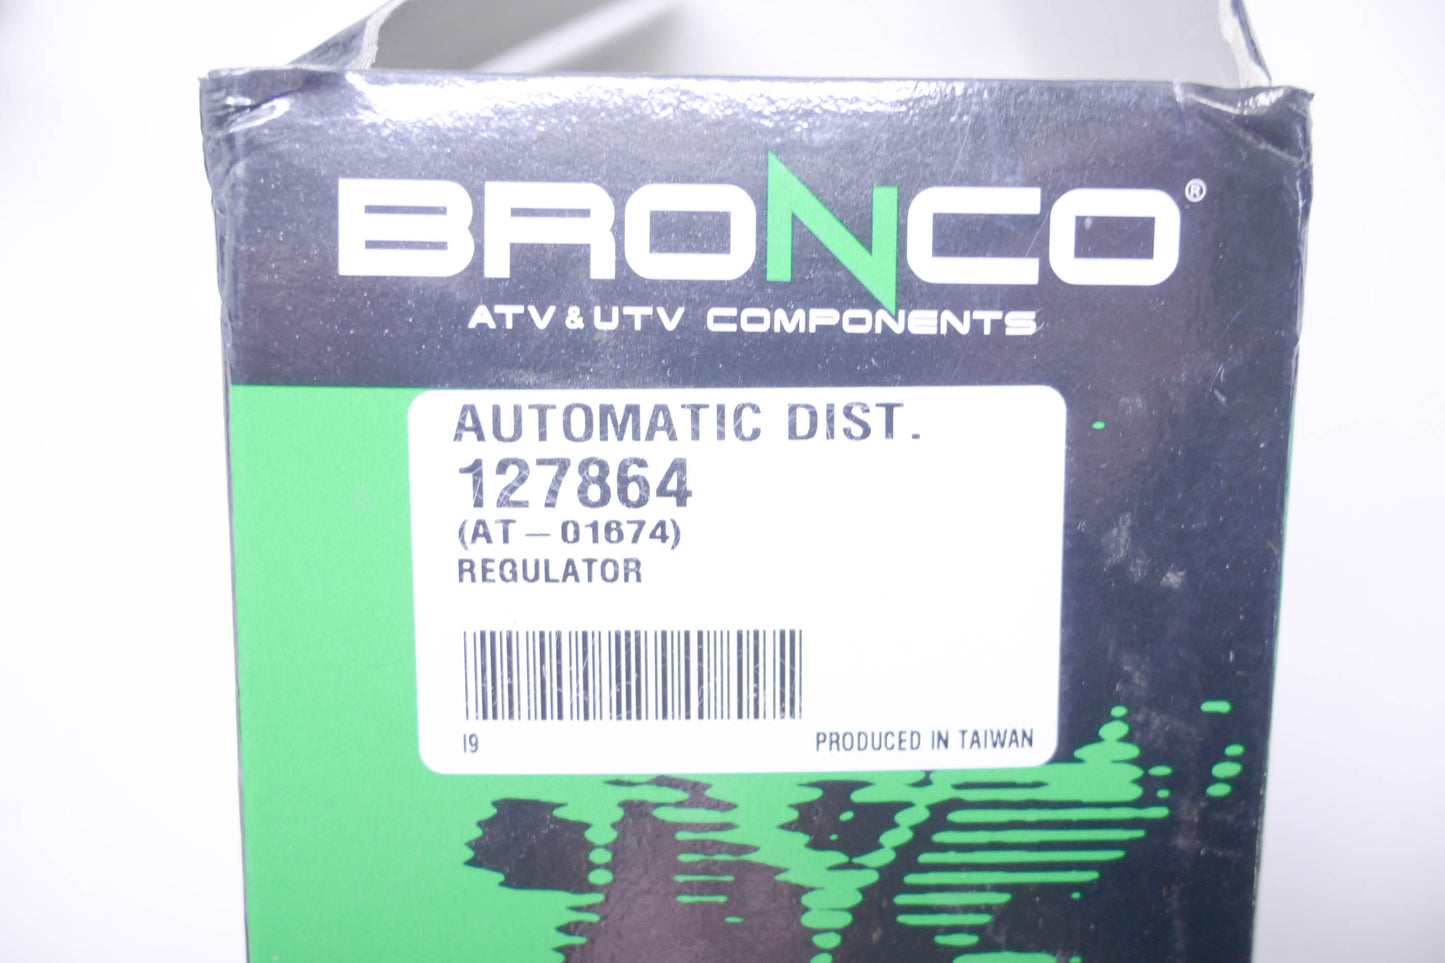 BRONCO®
ATV & UTV COMPONENTS
AUTOMATIC DIST.
127864
(AT-01674)
REGULATOR
I9
PRODUCED IN TAIWAN